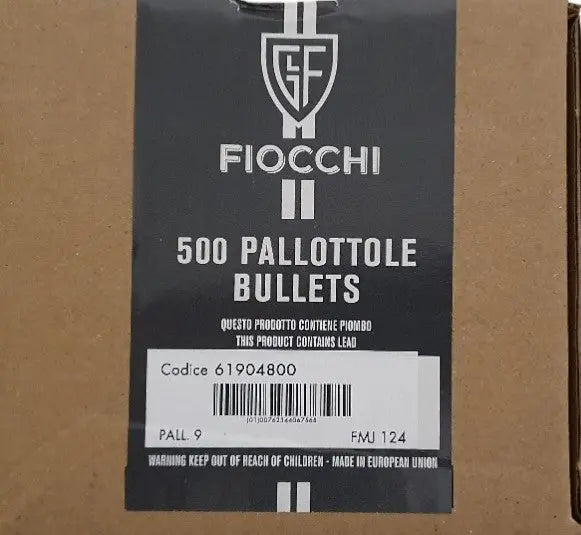 GFL
FIOCCHI
500 PALLOTTOLE
BULLETS
QUESTO PRODOTTO CONTIENE PIOMBO
THIS PRODUCT CONTAINS LEAD
Codice 61904800
PALL. 9 FMJ 124
WARNING KEEP OUT OF REACH OF CHILDREN - MADE IN EUROPEAN UNION